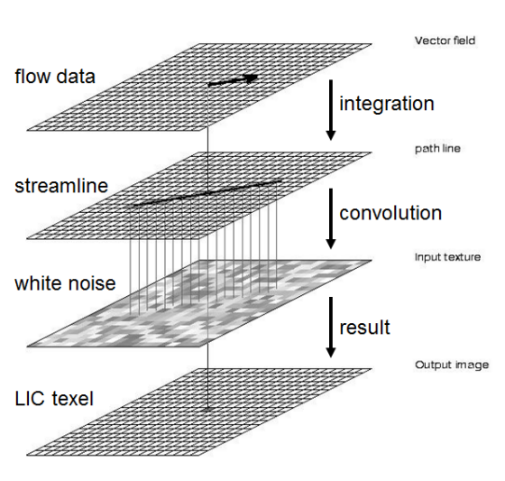 Vector field
flow data
integration
path line
streamline
convolution
Input texture
white noise
result
Output image
LIC texel